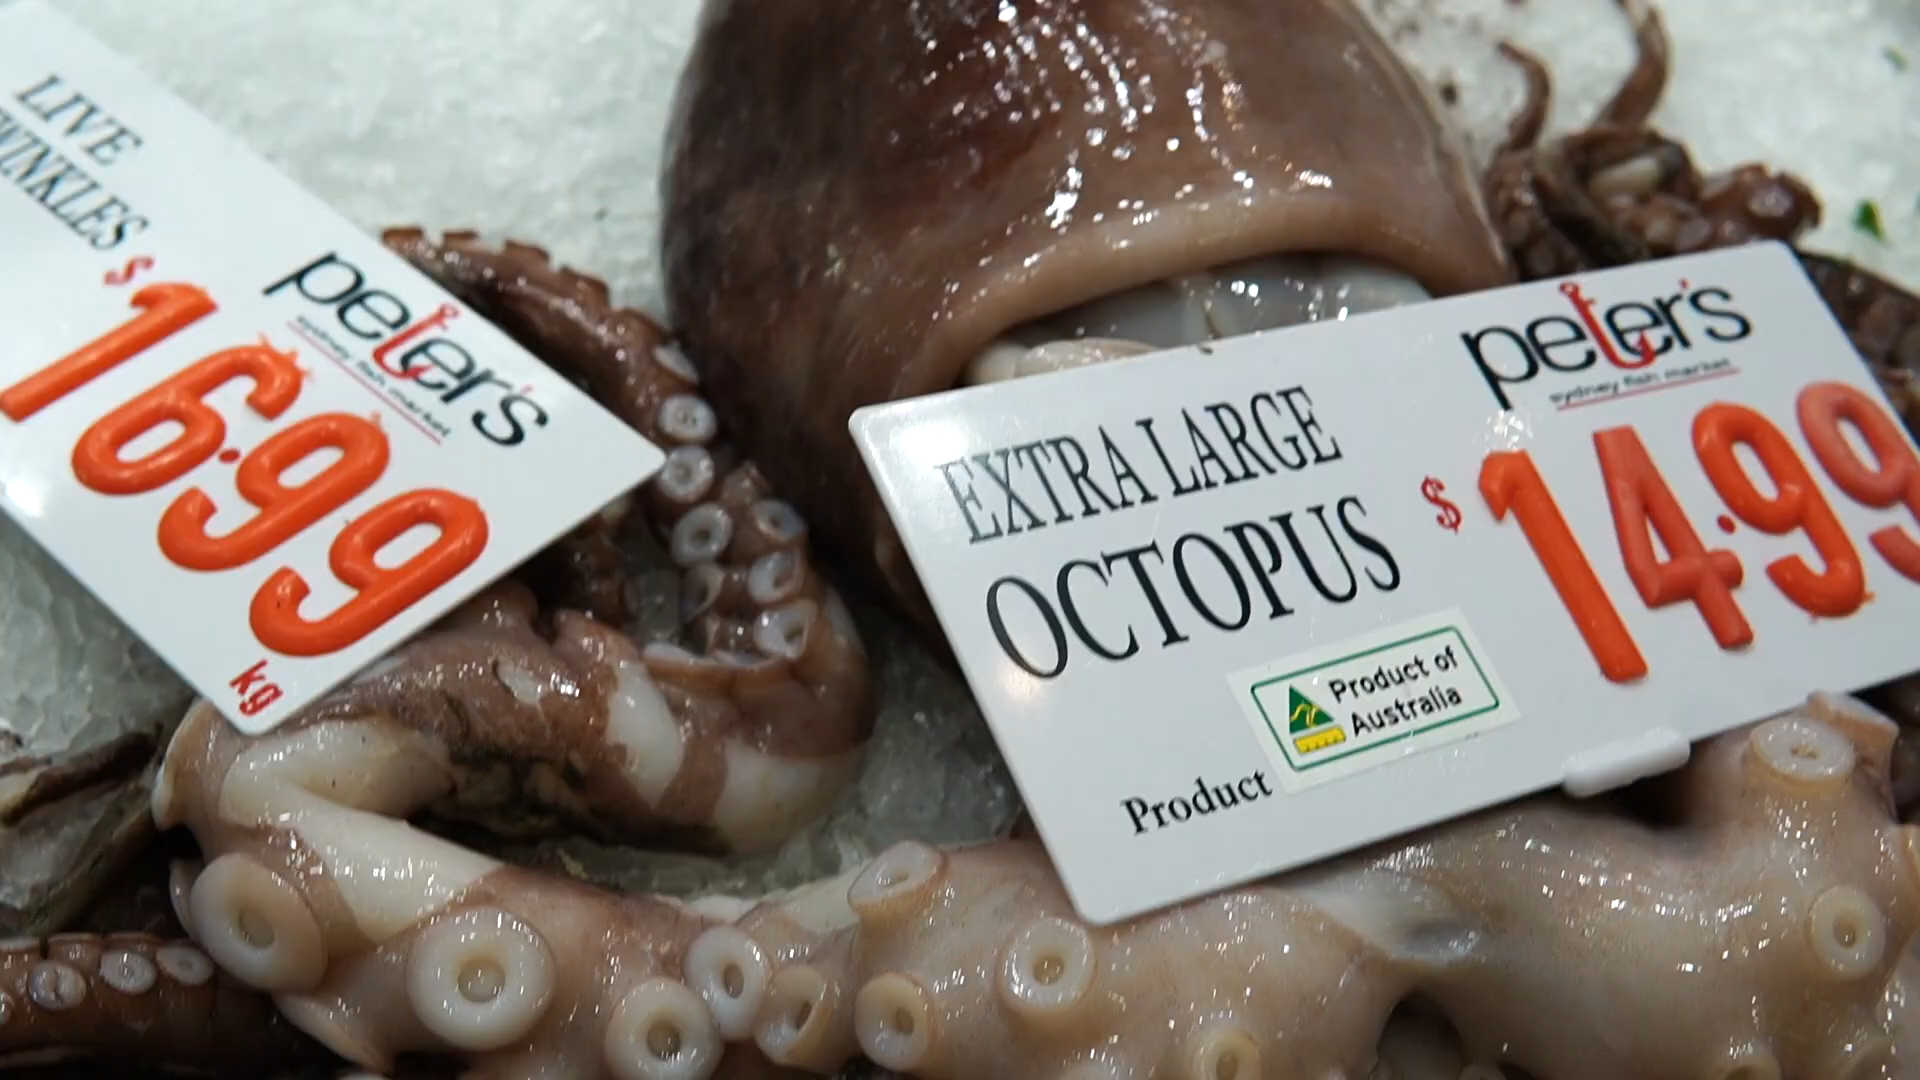 LIVE
WINKLES
$16.99
kg
peter's
sydney fish market
peter's
sydney fish market
EXTRA LARGE
OCTOPUS
$14.99
Product of
Australia
Product